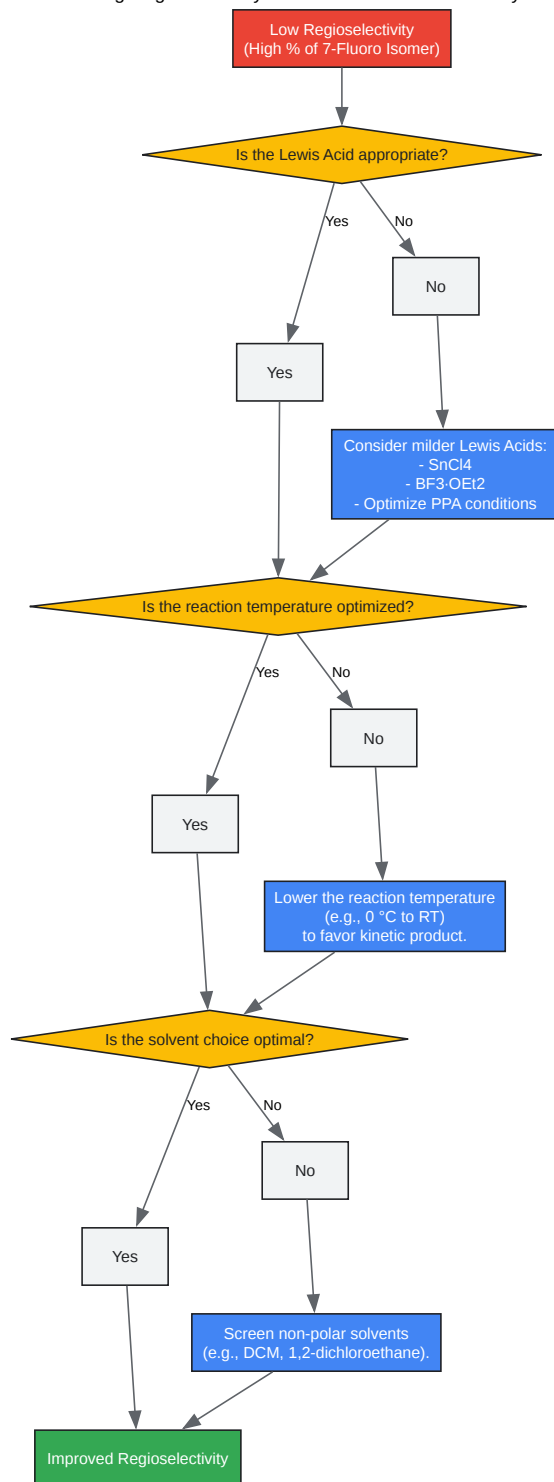 Low Regioselectivity
(High % of 7-Fluoro Isomer)
Is the Lewis Acid appropriate?
Yes
No
No
Yes
Consider milder Lewis Acids:
- SnCl4
- BF3·OEt2
- Optimize PPA conditions
Is the reaction temperature optimized?
Yes
No
No
Yes
Lower the reaction temperature
(e.g., 0 °C to RT)
to favor kinetic product.
Is the solvent choice optimal?
Yes
No
No
Yes
Screen non-polar solvents
(e.g., DCM, 1,2-dichloroethane).
Improved Regioselectivity